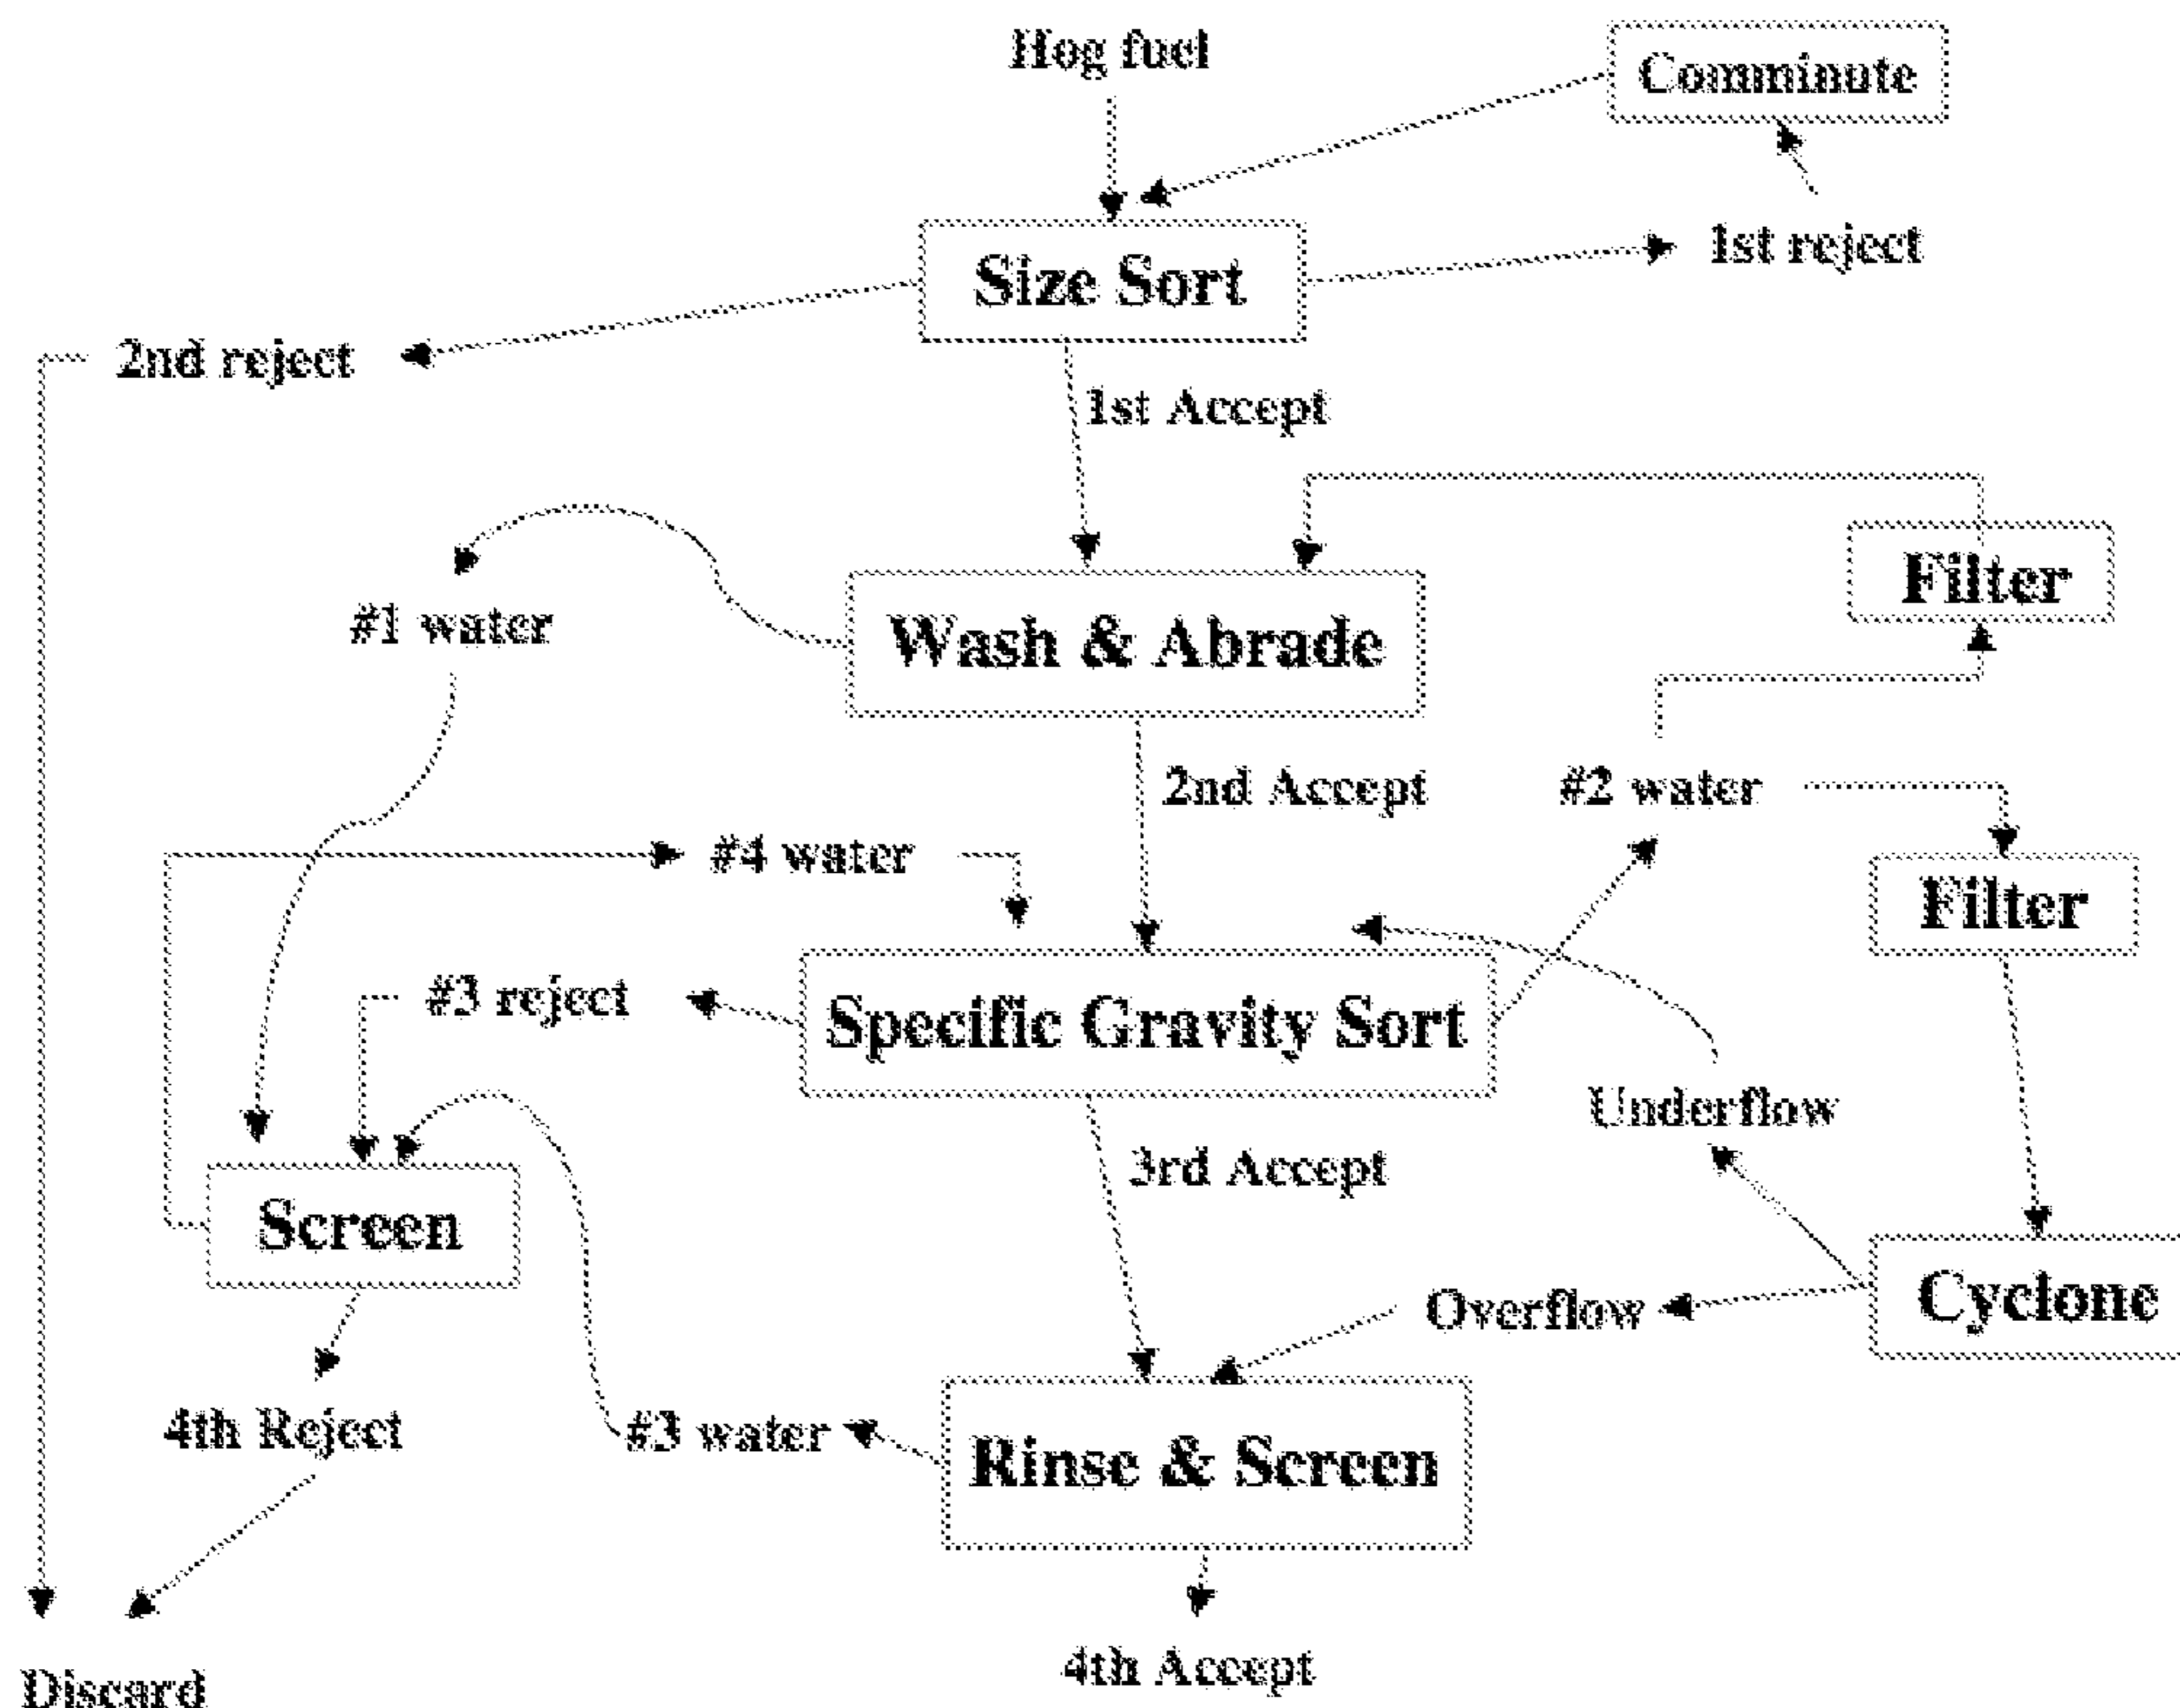 Hog fuel
Comminute
1st reject
Size Sort
2nd reject
1st Accept
Filter
#1 water
Wash & Abrade
2nd Accept
#2 water
#4 water
Filter
#3 reject
Specific Gravity Sort
Underflow
3rd Accept
Screen
Cyclone
Overflow
4th Reject
#3 water
Rinse & Screen
4th Accept
Discard